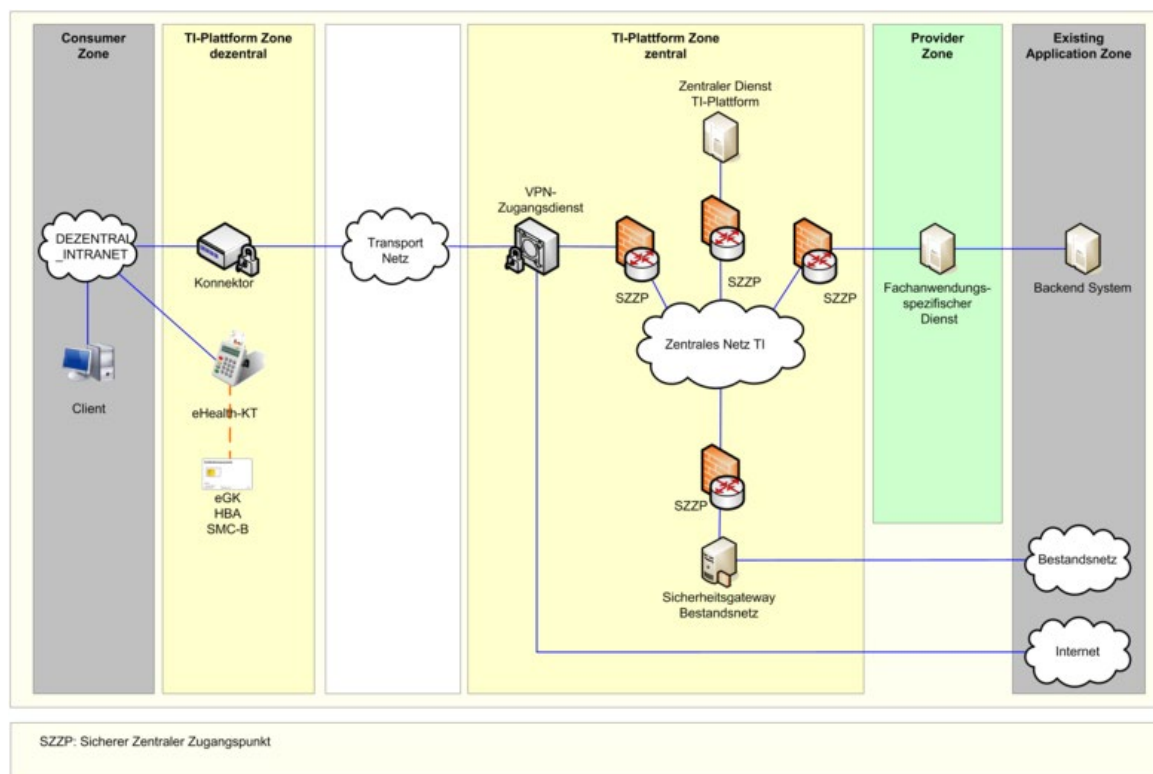 Consumer
Zone
TI-Plattform Zone
dezentral
TI-Plattform Zone
zentral
Provider
Zone
Existing
Application Zone
Zentraler Dienst
TI-Plattform
VPN-
Zugangsdienst
DEZENTRAL
_INTRANET
Transport
Netz
Konnektor
SZZP
SZZP
SZZP
Fachanwendungs-
spezifischer
Dienst
Backend System
Zentrales Netz TI
Client
eHealth-KT
eGK
HBA
SMC-B
SZZP
Sicherheitsgateway
Bestandsnetz
Bestandsnetz
Internet
SZZP: Sicherer Zentraler Zugangspunkt